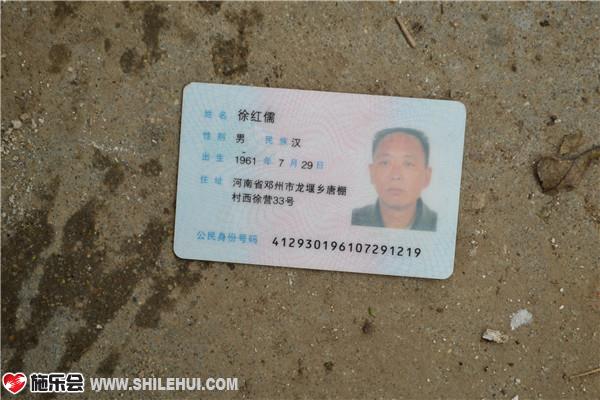 姓名 徐红儒
性别 男 民族 汉
出生 1961 年 7 月 29 日
住址 河南省邓州市龙堰乡唐棚
村西徐营33号
公民身份号码 412930196107291219
施乐会 WWW.SHILEHUI.COM